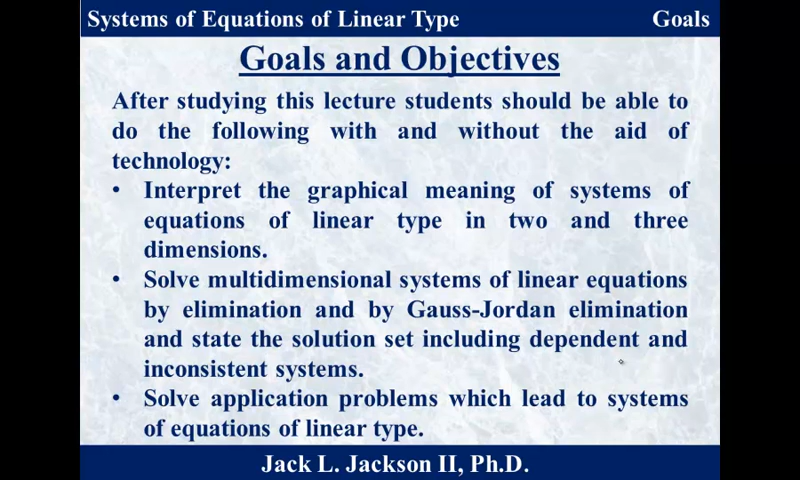 Systems of Equations of Linear Type Goals
Goals and Objectives
After studying this lecture students should be able to
do the following with and without the aid of
technology:
• Interpret the graphical meaning of systems of
equations of linear type in two and three
dimensions.
• Solve multidimensional systems of linear equations
by elimination and by Gauss-Jordan elimination
and state the solution set including dependent and
inconsistent systems.
• Solve application problems which lead to systems
of equations of linear type.
Jack L. Jackson II, Ph.D.